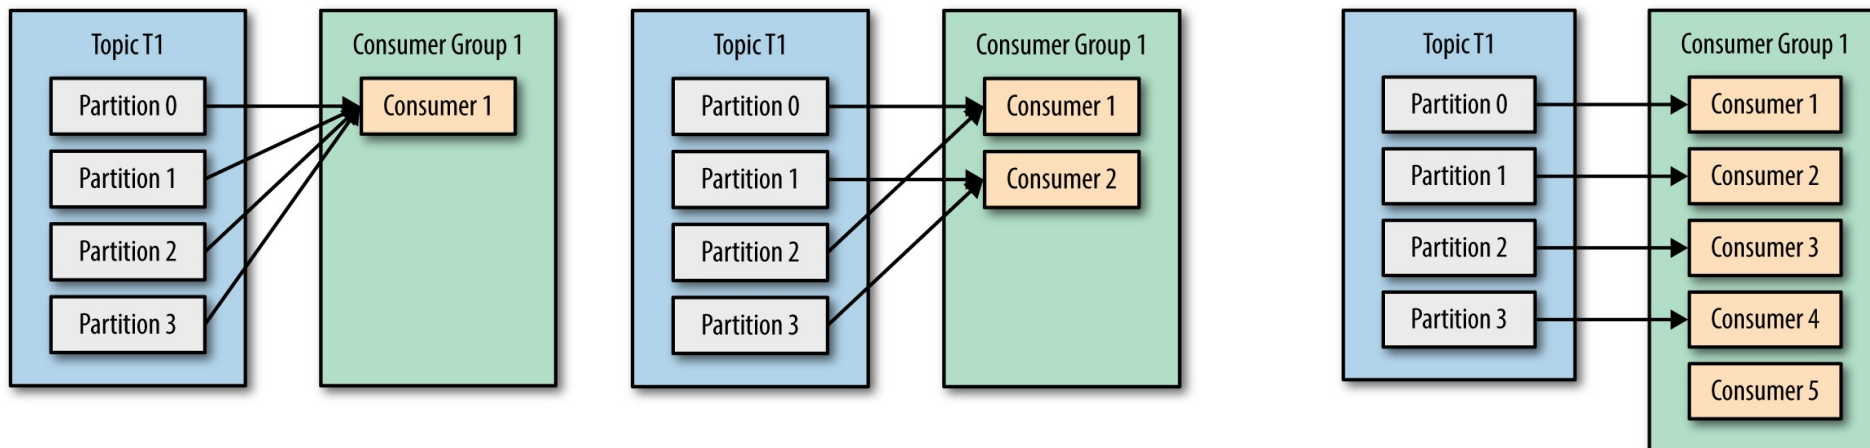 Topic T1
Partition 0
Partition 1
Partition 2
Partition 3
Consumer Group 1
Consumer 1
Topic T1
Partition 0
Partition 1
Partition 2
Partition 3
Consumer Group 1
Consumer 1
Consumer 2
Topic T1
Partition 0
Partition 1
Partition 2
Partition 3
Consumer Group 1
Consumer 1
Consumer 2
Consumer 3
Consumer 4
Consumer 5